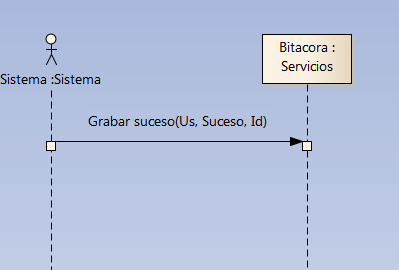 Bitacora :
Servicios
Sistema :Sistema
Grabar suceso(Us, Suceso, Id)